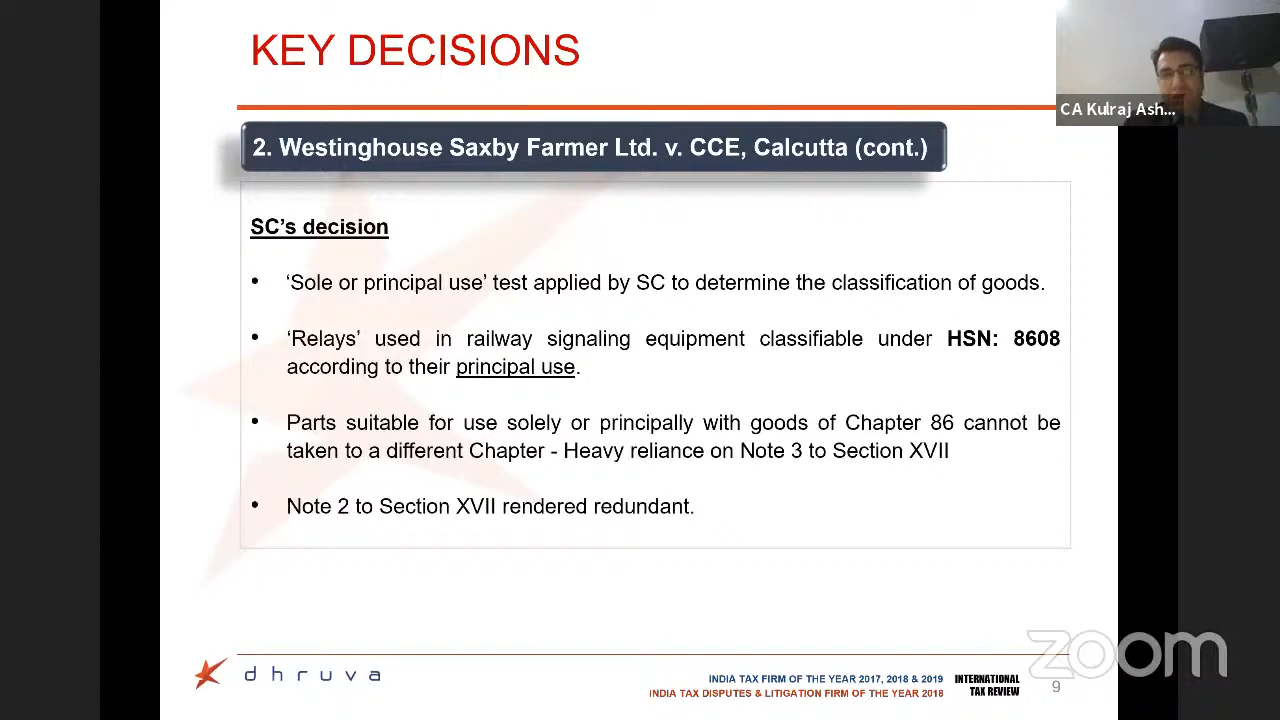 KEY DECISIONS
CA Kulraj Ash...
2. Westinghouse Saxby Farmer Ltd. v. CCE, Calcutta (cont.)
SC's decision
• 'Sole or principal use' test applied by SC to determine the classification of goods.
• 'Relays' used in railway signaling equipment classifiable under HSN: 8608
according to their principal use.
• Parts suitable for use solely or principally with goods of Chapter 86 cannot be
taken to a different Chapter - Heavy reliance on Note 3 to Section XVII
• Note 2 to Section XVII rendered redundant.
zoom
dhruva
INDIA TAX FIRM OF THE YEAR 2017, 2018 & 2019
INDIA TAX DISPUTES & LITIGATION FIRM OF THE YEAR 2018
INTERNATIONAL
TAX REVIEW
9